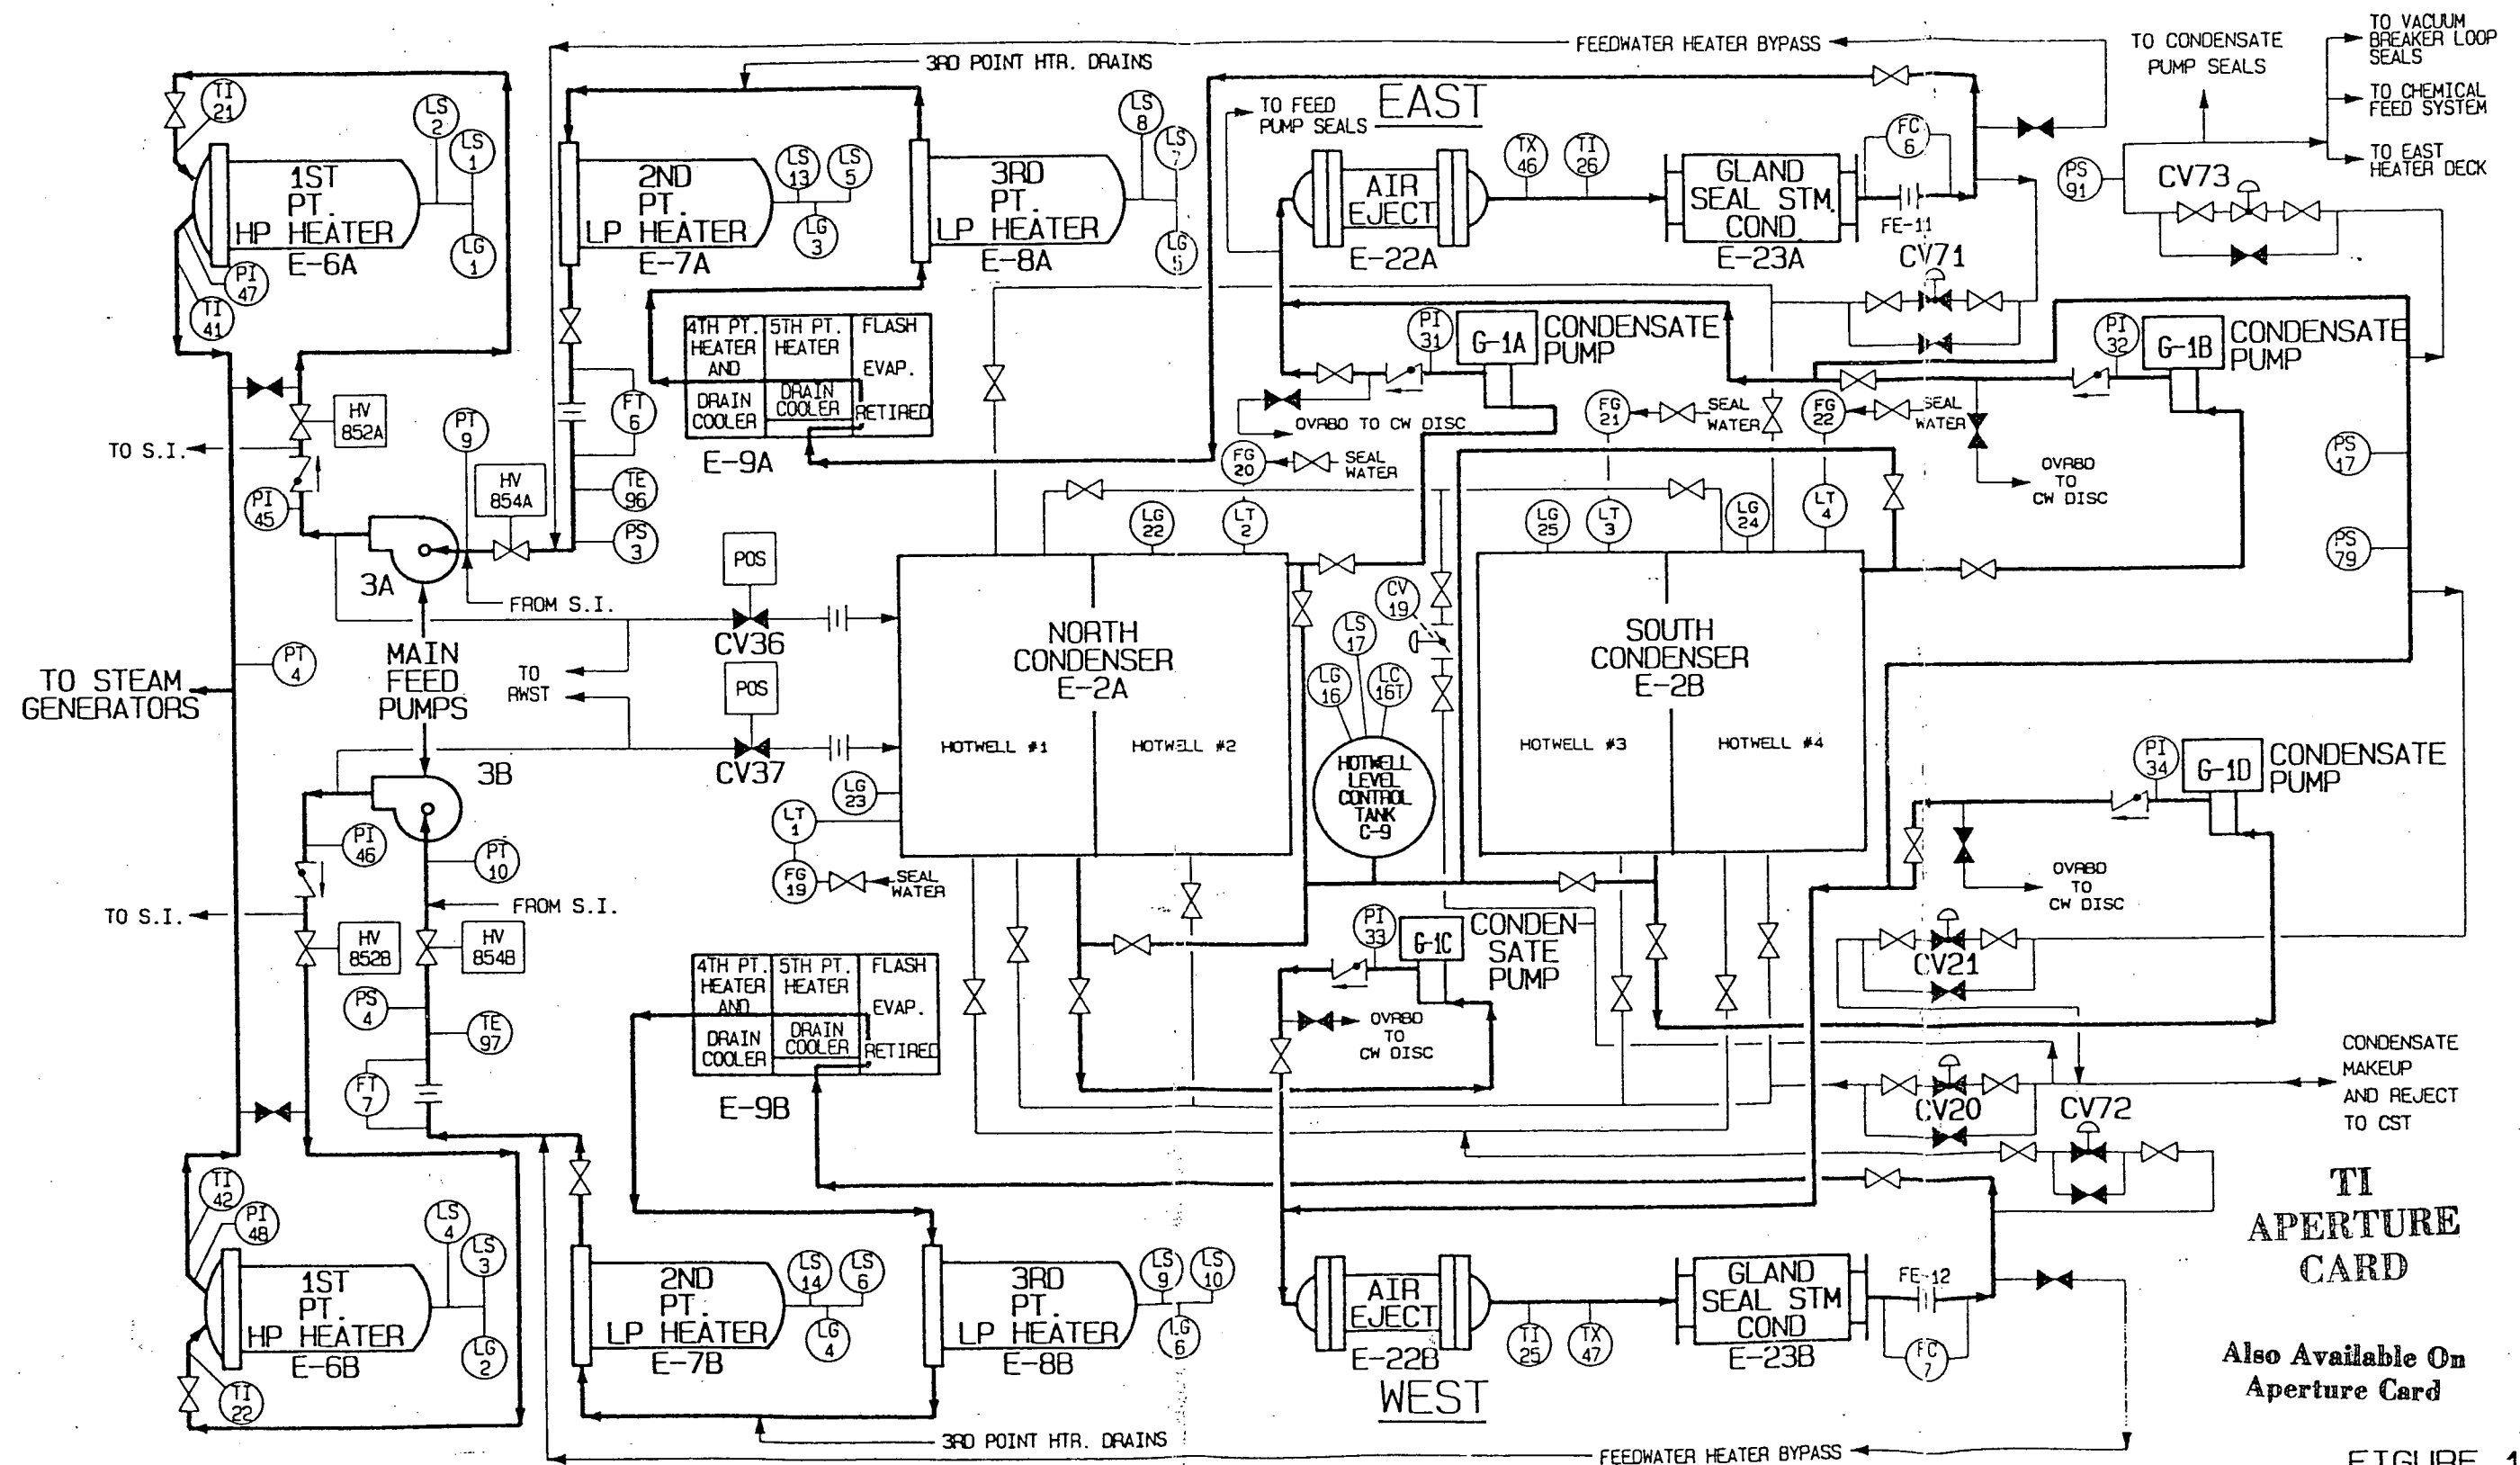 FEEDWATER HEATER BYPASS
3RD POINT HTR. DRAINS
TO CONDENSATE
PUMP SEALS
TO VACUUM
BREAKER LOOP
SEALS
TO CHEMICAL
FEED SYSTEM
TO EAST
HEATER DECK
TI
21
LS
2
LS
1
LG
1
1ST
PT.
HP HEATER
E-6A
PI
47
TI
41
2ND
PT.
LP HEATER
E-7A
LS
13
LS
5
LG
3
3RD
PT.
LP HEATER
E-8A
LS
8
LS
7
LG
5
TO FEED
PUMP SEALS
EAST
AIR
EJECT
E-22A
TX
46
TI
26
GLAND
SEAL STM.
COND.
E-23A
FC
6
FE-11
CV71
PS
91
CV73
4TH PT.
HEATER
AND
DRAIN
COOLER
5TH PT.
HEATER
DRAIN
COOLER
FLASH
EVAP.
RETIRED
E-9A
PI
31
G-1A
CONDENSATE
PUMP
PI
32
G-1B
CONDENSATE
PUMP
OVRBD TO CW DISC
FG
20
SEAL
WATER
FG
21
SEAL
WATER
FG
22
SEAL
WATER
OVRBD
TO
CW DISC
PS
17
PS
79
HV
852A
TO S.I.
PT
9
PI
45
HV
854A
FT
6
TE
96
PS
3
3A
FROM S.I.
MAIN
FEED
PUMPS
PT
4
TO STEAM
GENERATORS
TO
RWST
POS
CV36
POS
CV37
LG
22
LT
2
NORTH
CONDENSER
E-2A
HOTWELL #1
HOTWELL #2
LG
23
LT
1
FG
19
SEAL
WATER
CV
19
LS
17
LG
16
LC
16T
HOTWELL
LEVEL
CONTROL
TANK
C-9
LG
25
LT
3
LG
24
LT
4
SOUTH
CONDENSER
E-2B
HOTWELL #3
HOTWELL #4
PI
34
G-1D
CONDENSATE
PUMP
OVRBD
TO
CW DISC
3B
PI
46
PT
10
TO S.I.
FROM S.I.
HV
852B
HV
854B
PS
4
TE
97
FT
7
4TH PT.
HEATER
AND
DRAIN
COOLER
5TH PT.
HEATER
DRAIN
COOLER
FLASH
EVAP.
RETIRED
E-9B
PI
33
G-1C
CONDEN
SATE
PUMP
OVRBD
TO
CW DISC
CV21
CV20
CV72
CONDENSATE
MAKEUP
AND REJECT
TO CST
TI
42
PI
48
LS
4
LS
3
LG
2
1ST
PT.
HP HEATER
E-6B
TI
22
2ND
PT.
LP HEATER
E-7B
LS
14
LS
6
LG
4
3RD
PT.
LP HEATER
E-8B
LS
9
LS
10
LG
6
AIR
EJECT
E-22B
WEST
TI
25
TX
47
GLAND
SEAL STM
COND
E-23B
FE-12
FC
7
3RD POINT HTR. DRAINS
FEEDWATER HEATER BYPASS
TI
APERTURE
CARD
Also Available On
Aperture Card
FIGURE 1